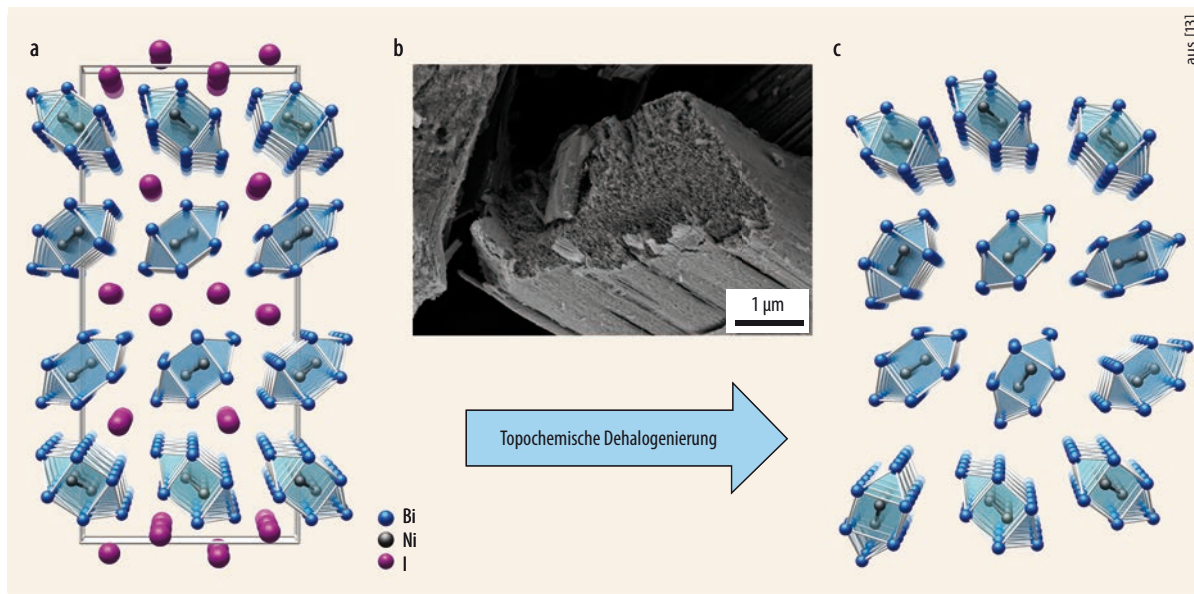 a
b
c
aus [13]
1 µm
Topochemische Dehalogenierung
Bi
Ni
I